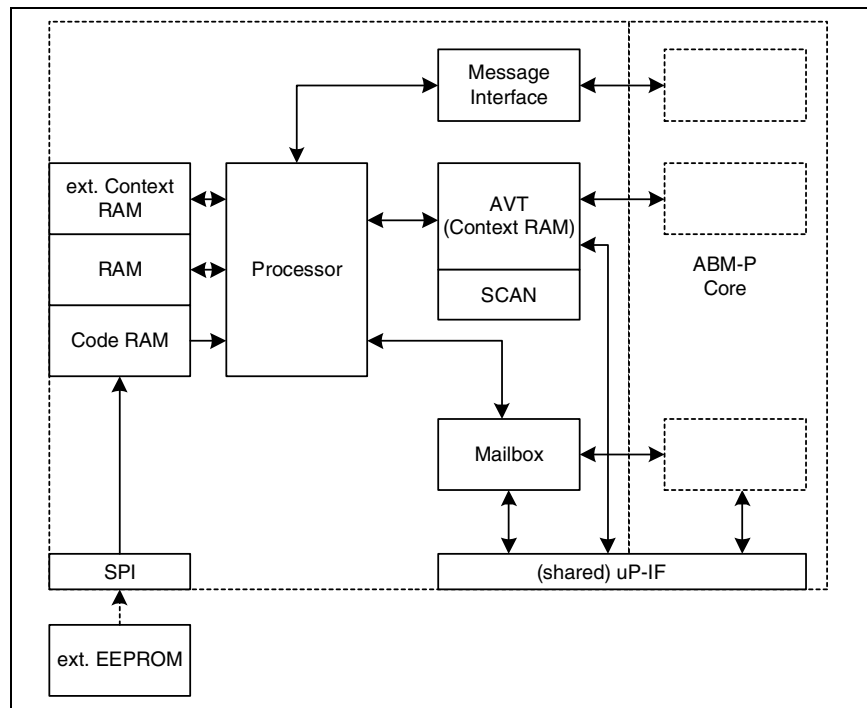 Message
Interface
ext. Context
RAM
AVT
(Context RAM)
RAM
Processor
ABM-P
Core
SCAN
Code RAM
Mailbox
SPI
(shared) uP-IF
ext. EEPROM